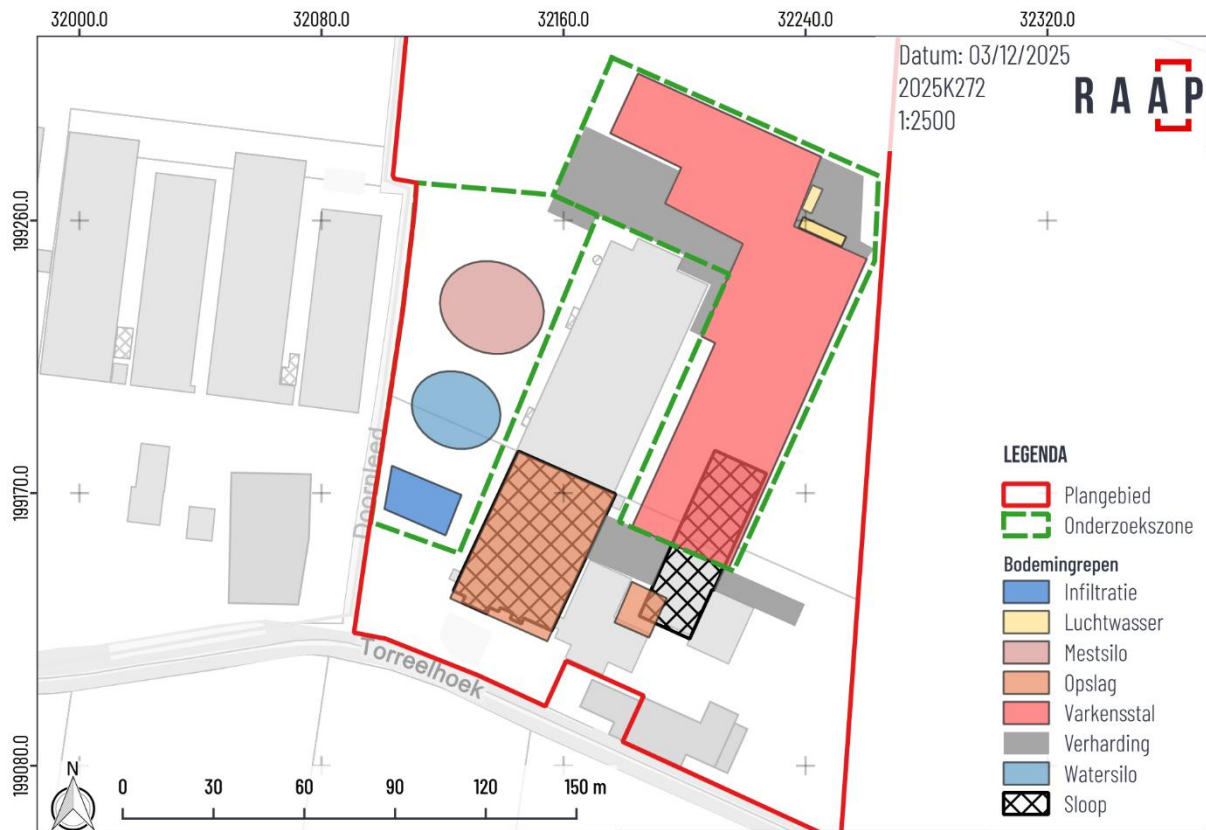 32000.0 32080.0 32160.0 32240.0 32320.0
Datum: 03/12/2025
2025K272
1:2500
RAAP
199260.0
199170.0
199080.0
Doornleed
Torreelhoek
LEGENDA
Plangebied
Onderzoekszone
Bodemingrepen
Infiltratie
Luchtwasser
Mestsilo
Opslag
Varkensstal
Verharding
Watersilo
Sloop
N
0 30 60 90 120 150 m